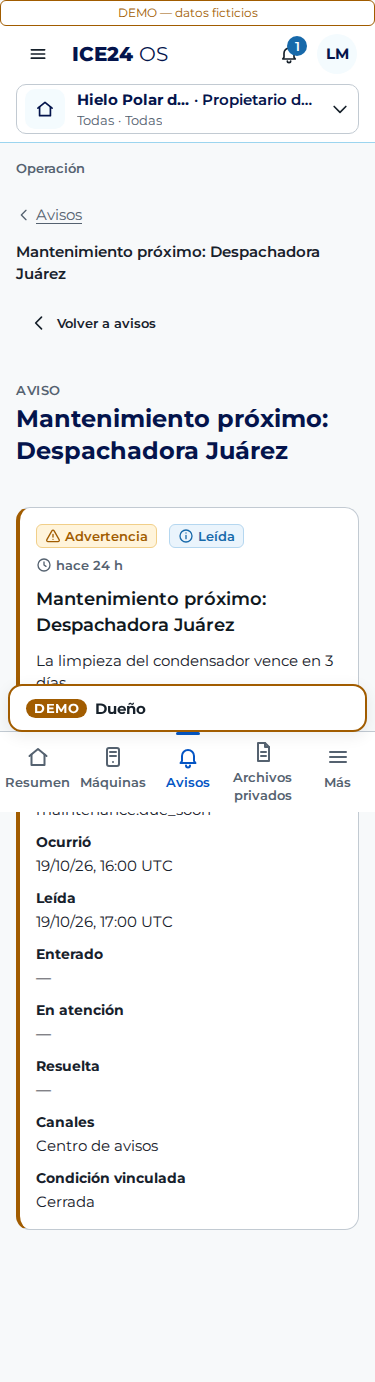 DEMO — datos ficticios
ICE24 OS
1
LM
Hielo Polar d... · Propietario d...
Todas · Todas
Operación
Avisos
Mantenimiento próximo: Despachadora
Juárez
Volver a avisos
AVISO
Mantenimiento próximo:
Despachadora Juárez
Advertencia
Leída
hace 24 h
Mantenimiento próximo:
Despachadora Juárez
La limpieza del condensador vence en 3
días
DEMO Dueño
Resumen
Máquinas
Avisos
Archivos
privados
Más
maintenance.due_soon
Ocurrió
19/10/26, 16:00 UTC
Leída
19/10/26, 17:00 UTC
Enterado
—
En atención
—
Resuelta
—
Canales
Centro de avisos
Condición vinculada
Cerrada